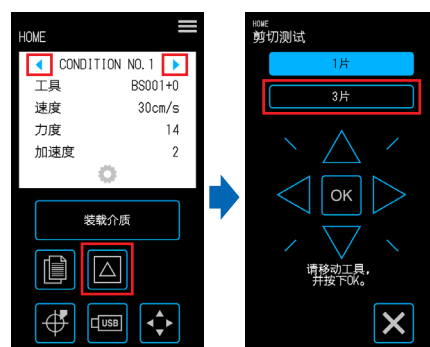 HOME
CONDITION NO.1
工具 BS001+0
速度 30cm/s
力度 14
加速度 2
装载介质
USB
HOME
剪切测试
1片
3片
OK
请移动工具,
并按下OK。